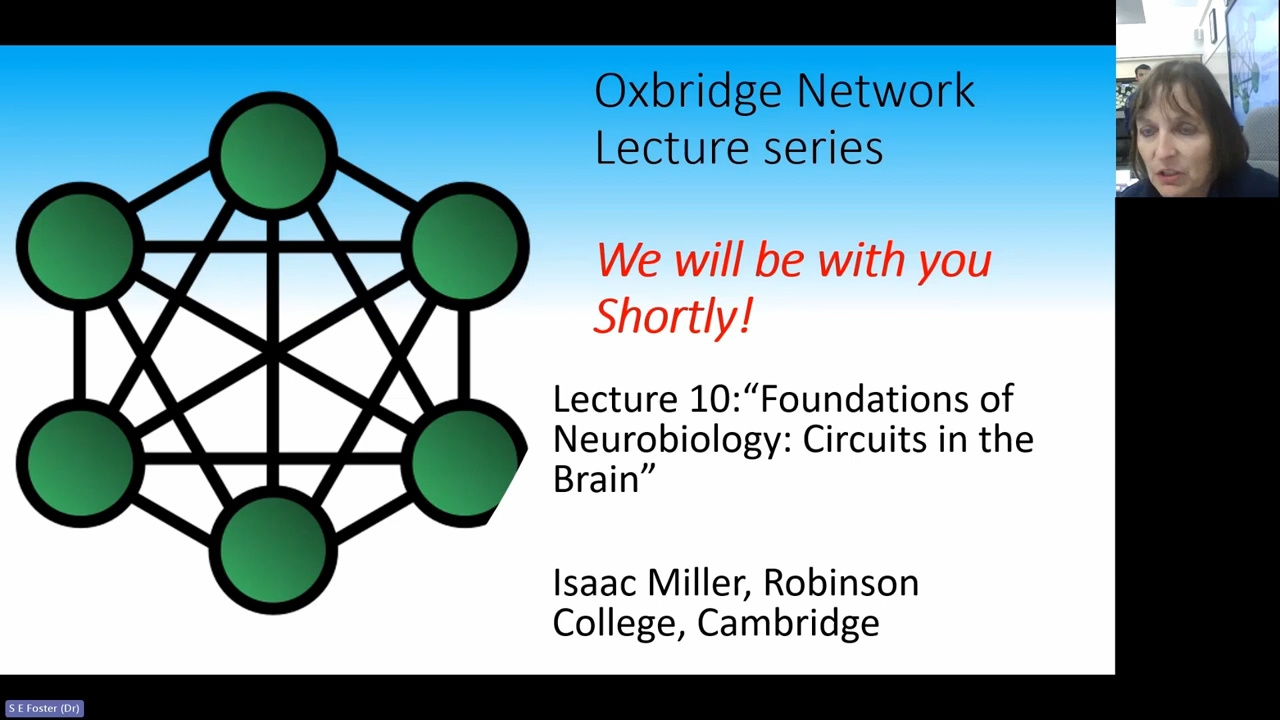 Oxbridge Network
Lecture series
We will be with you
Shortly!
Lecture 10:“Foundations of
Neurobiology: Circuits in the
Brain”
Isaac Miller, Robinson
College, Cambridge
S E Foster (Dr)